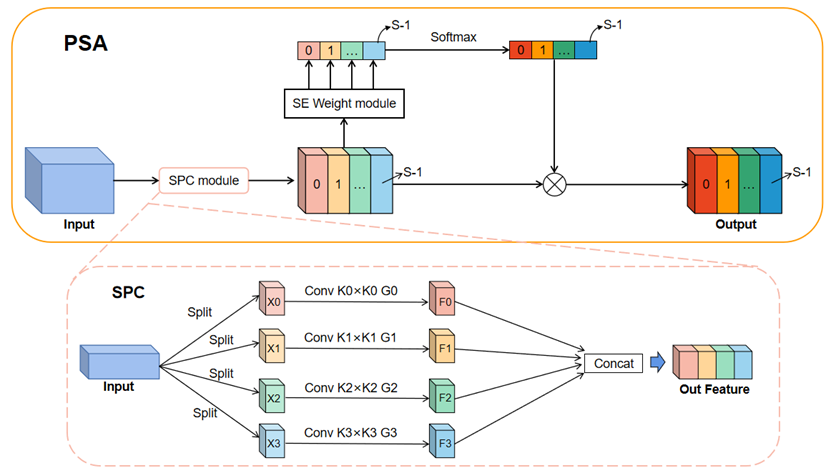 PSA
S-1
S-1
0 1 ...
Softmax
0 1 ...
SE Weight module
SPC module
0 1 ...
S-1
0 1 ...
S-1
Input
Output
SPC
Split
X0
Conv K0×K0 G0
F0
Split
X1
Conv K1×K1 G1
F1
Input
Split
X2
Conv K2×K2 G2
F2
Split
X3
Conv K3×K3 G3
F3
Concat
Out Feature